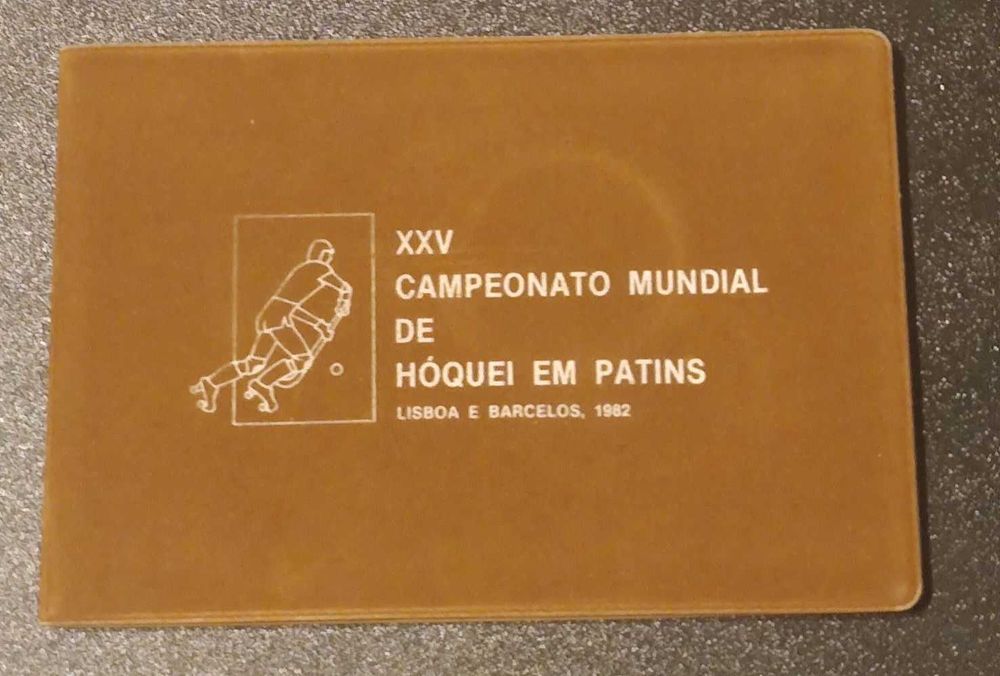 XXV
CAMPEONATO MUNDIAL
DE
HÓQUEI EM PATINS
LISBOA E BARCELOS, 1982